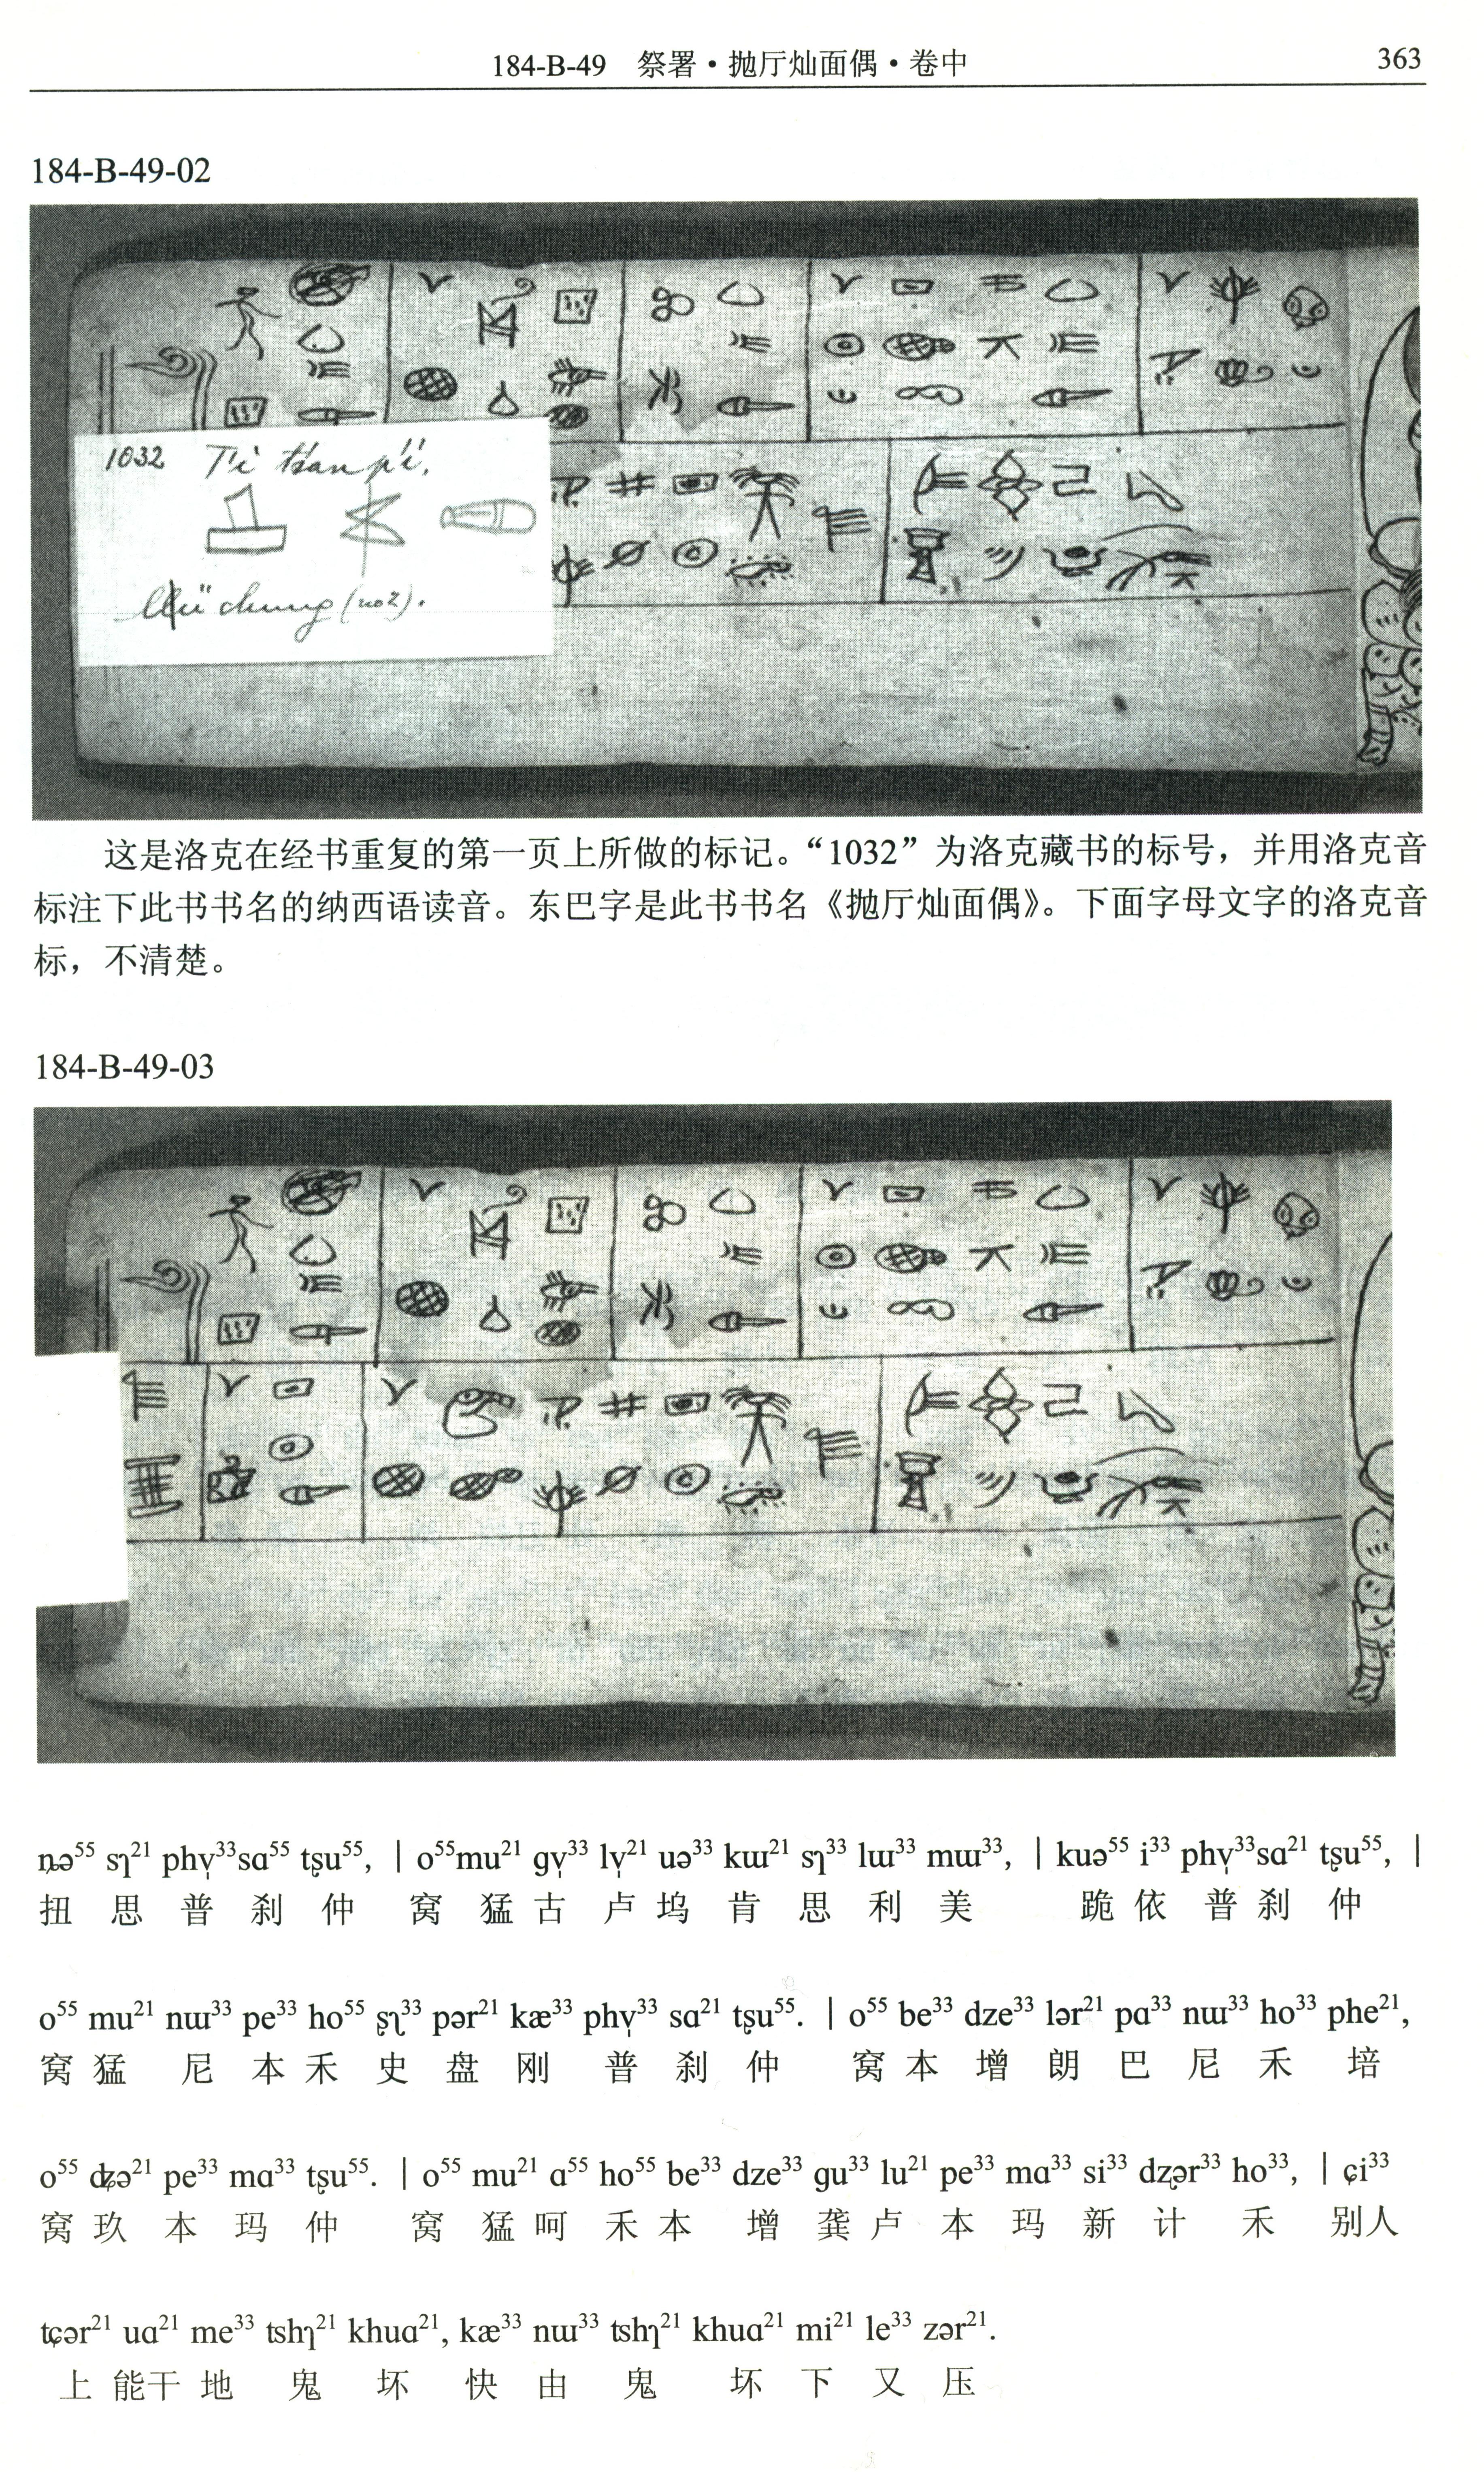 184-B-49 祭署·抛厅灿面偶·卷中 363
184-B-49-02
1032 Ti tsan p'i.
chung (no2).
这是洛克在经书重复的第一页上所做的标记。“1032”为洛克藏书的标号，并用洛克音
标注下此书书名的纳西语读音。东巴字是此书书名《抛厅灿面偶》。下面字母文字的洛克音
标，不清楚。
184-B-49-03
ȵə⁵⁵ sɿ²¹ phv̩³³sɑ⁵⁵ tʂu⁵⁵, | o⁵⁵mu²¹ gv̩³³ lv̩²¹ uə³³ kɯ²¹ sɿ³³ lɯ³³ mɯ³³, | kuə⁵⁵ i³³ phv̩³³sɑ²¹ tʂu⁵⁵, |
扭 思 普 刹 仲 窝 猛 古 卢 坞 肯 思 利 美 跪 依 普 刹 仲
o⁵⁵ mu²¹ nɯ³³ pe³³ ho⁵⁵ ʂʅ³³ pər²¹ kæ³³ phv̩³³ sɑ²¹ tʂu⁵⁵. | o⁵⁵ be³³ dze³³ lər²¹ pɑ³³ nɯ³³ ho³³ phe²¹,
窝 猛 尼 本 禾 史 盘 刚 普 刹 仲 窝 本 增 朗 巴 尼 禾 培
o⁵⁵ ʥə²¹ pe³³ mɑ³³ tʂu⁵⁵. | o⁵⁵ mu²¹ ɑ⁵⁵ ho⁵⁵ be³³ dze³³ gu³³ lu²¹ pe³³ mɑ³³ si³³ dʐər³³ ho³³, | ɕi³³
窝 玖 本 玛 仲 窝 猛 呵 禾 本 增 龚 卢 本 玛 新 计 禾 别人
tɕər²¹ uɑ²¹ me³³ tshɿ²¹ khuɑ²¹, kæ³³ nɯ³³ tshɿ²¹ khuɑ²¹ mi²¹ le³³ zər²¹.
上 能干 地 鬼 坏 快 由 鬼 坏 下 又 压